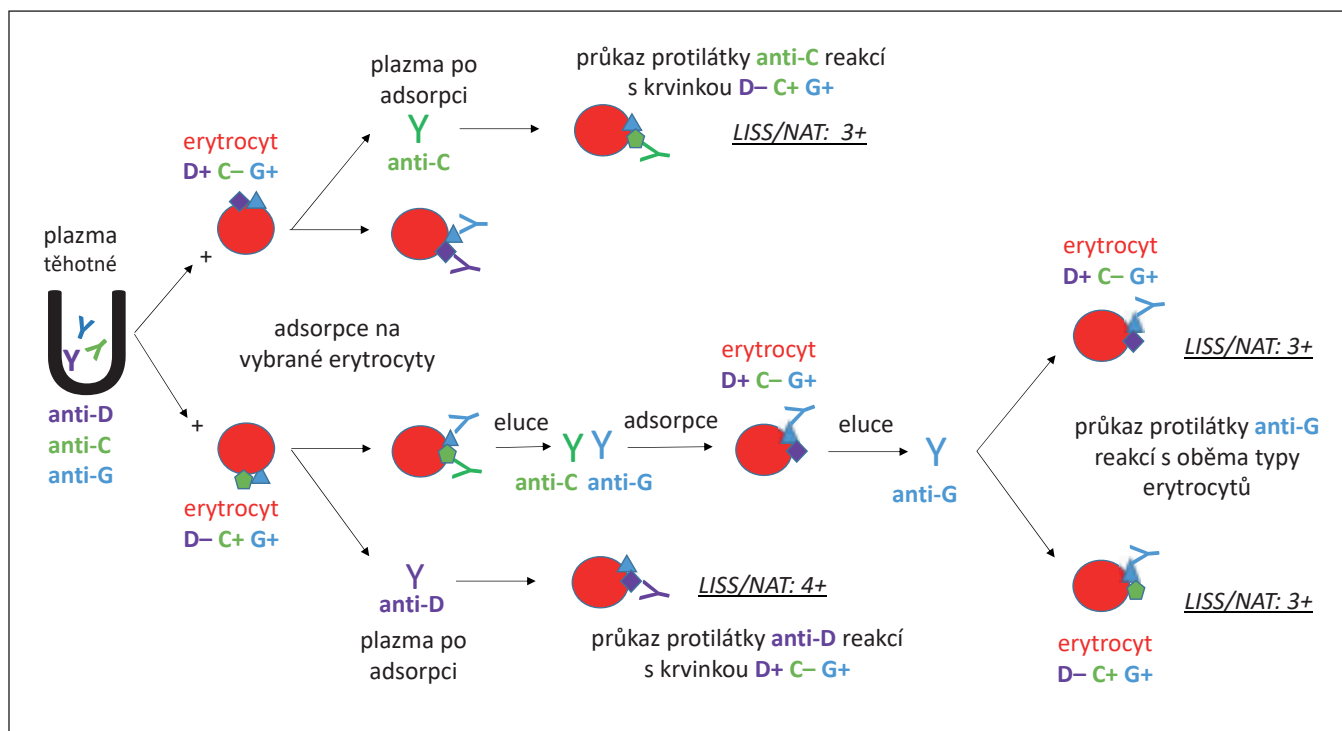 plazma
těhotné
anti-D
anti-C
anti-G
+
erytrocyt
D+ C– G+
plazma po
adsorpci
Y
anti-C
průkaz protilátky anti-C reakcí
s krvinkou D– C+ G+
LISS/NAT: 3+
adsorpce na
vybrané erytrocyty
+
erytrocyt
D– C+ G+
eluce
Y Y
anti-C anti-G
adsorpce
erytrocyt
D+ C– G+
eluce
Y
anti-G
erytrocyt
D+ C– G+
LISS/NAT: 3+
průkaz protilátky anti-G
reakcí s oběma typy
erytrocytů
LISS/NAT: 3+
erytrocyt
D– C+ G+
Y
anti-D
plazma po
adsorpci
LISS/NAT: 4+
průkaz protilátky anti-D reakcí
s krvinkou D+ C– G+